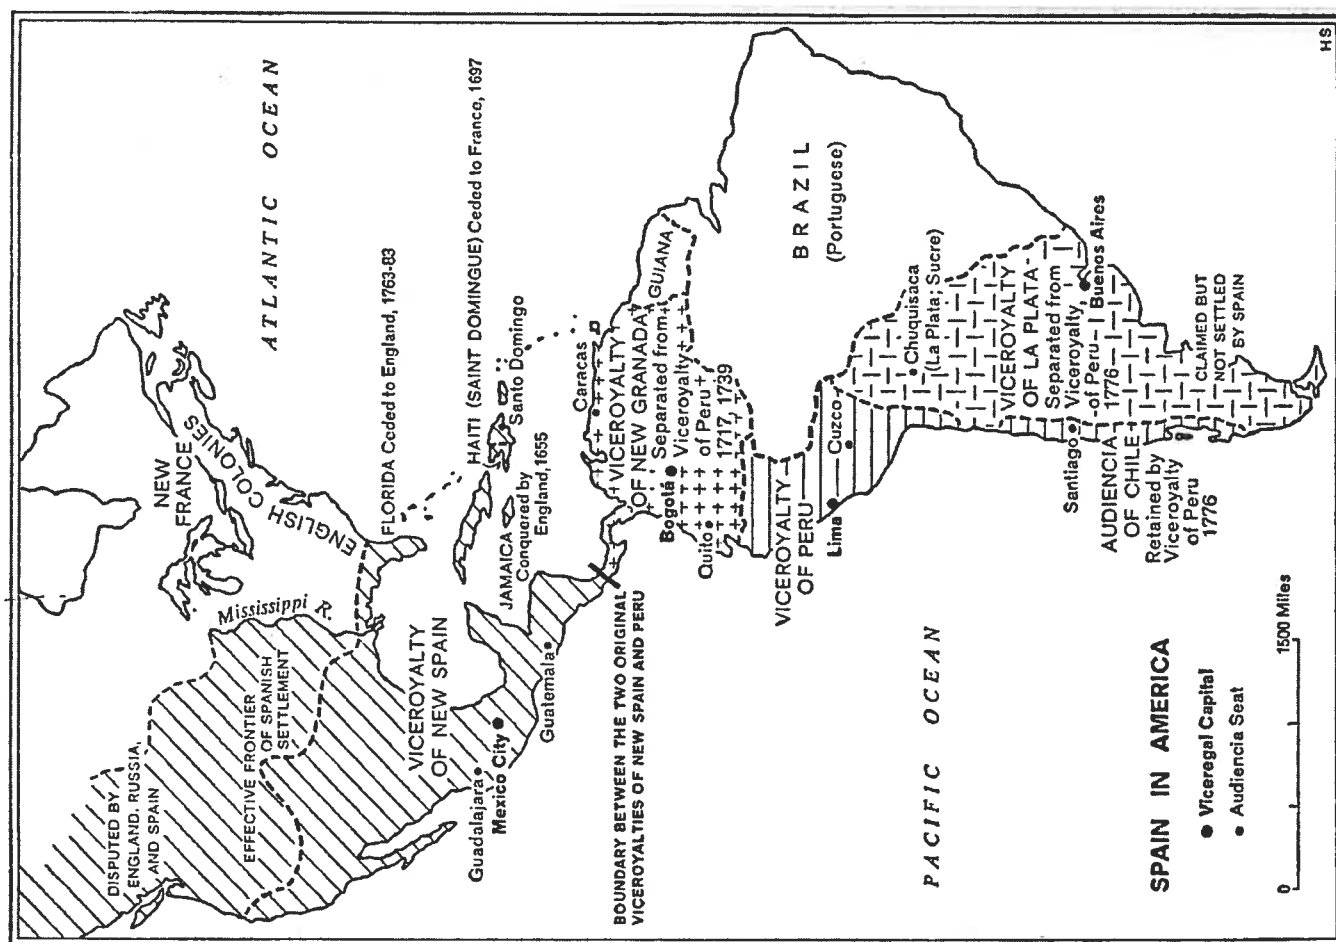 ATLANTIC OCEAN
NEW
FRANCE
ENGLISH COLONIES
Mississippi R.
DISPUTED BY
ENGLAND, RUSSIA,
AND SPAIN
EFFECTIVE FRONTIER
OF SPANISH
SETTLEMENT
FLORIDA Ceded to England, 1763-83
VICEROYALTY
OF NEW SPAIN
HAITI (SAINT DOMINGUE) Ceded to France, 1697
Santo Domingo
JAMAICA
Conquered by
England, 1655
Guadalajara
Mexico City
Guatemala
BOUNDARY BETWEEN THE TWO ORIGINAL
VICEROYALTIES OF NEW SPAIN AND PERU
Caracas
VICEROYALTY
OF NEW GRANADA
Separated from
Viceroyalty
of Peru
1717, 1739
GUIANA
Bogotá
Quito
BRAZIL
(Portuguese)
VICEROYALTY
OF PERU
Lima
Cuzco
Chuquisaca
(La Plata; Sucre)
VICEROYALTY
OF LA PLATA
Separated from
Viceroyalty
of Peru
1776
Buenos Aires
Santiago
AUDIENCIA
OF CHILE
Retained by
Viceroyalty
of Peru
1776
CLAIMED BUT
NOT SETTLED
BY SPAIN
PACIFIC OCEAN
SPAIN IN AMERICA
Viceregal Capital
Audiencia Seat
0 1500 Miles
HS